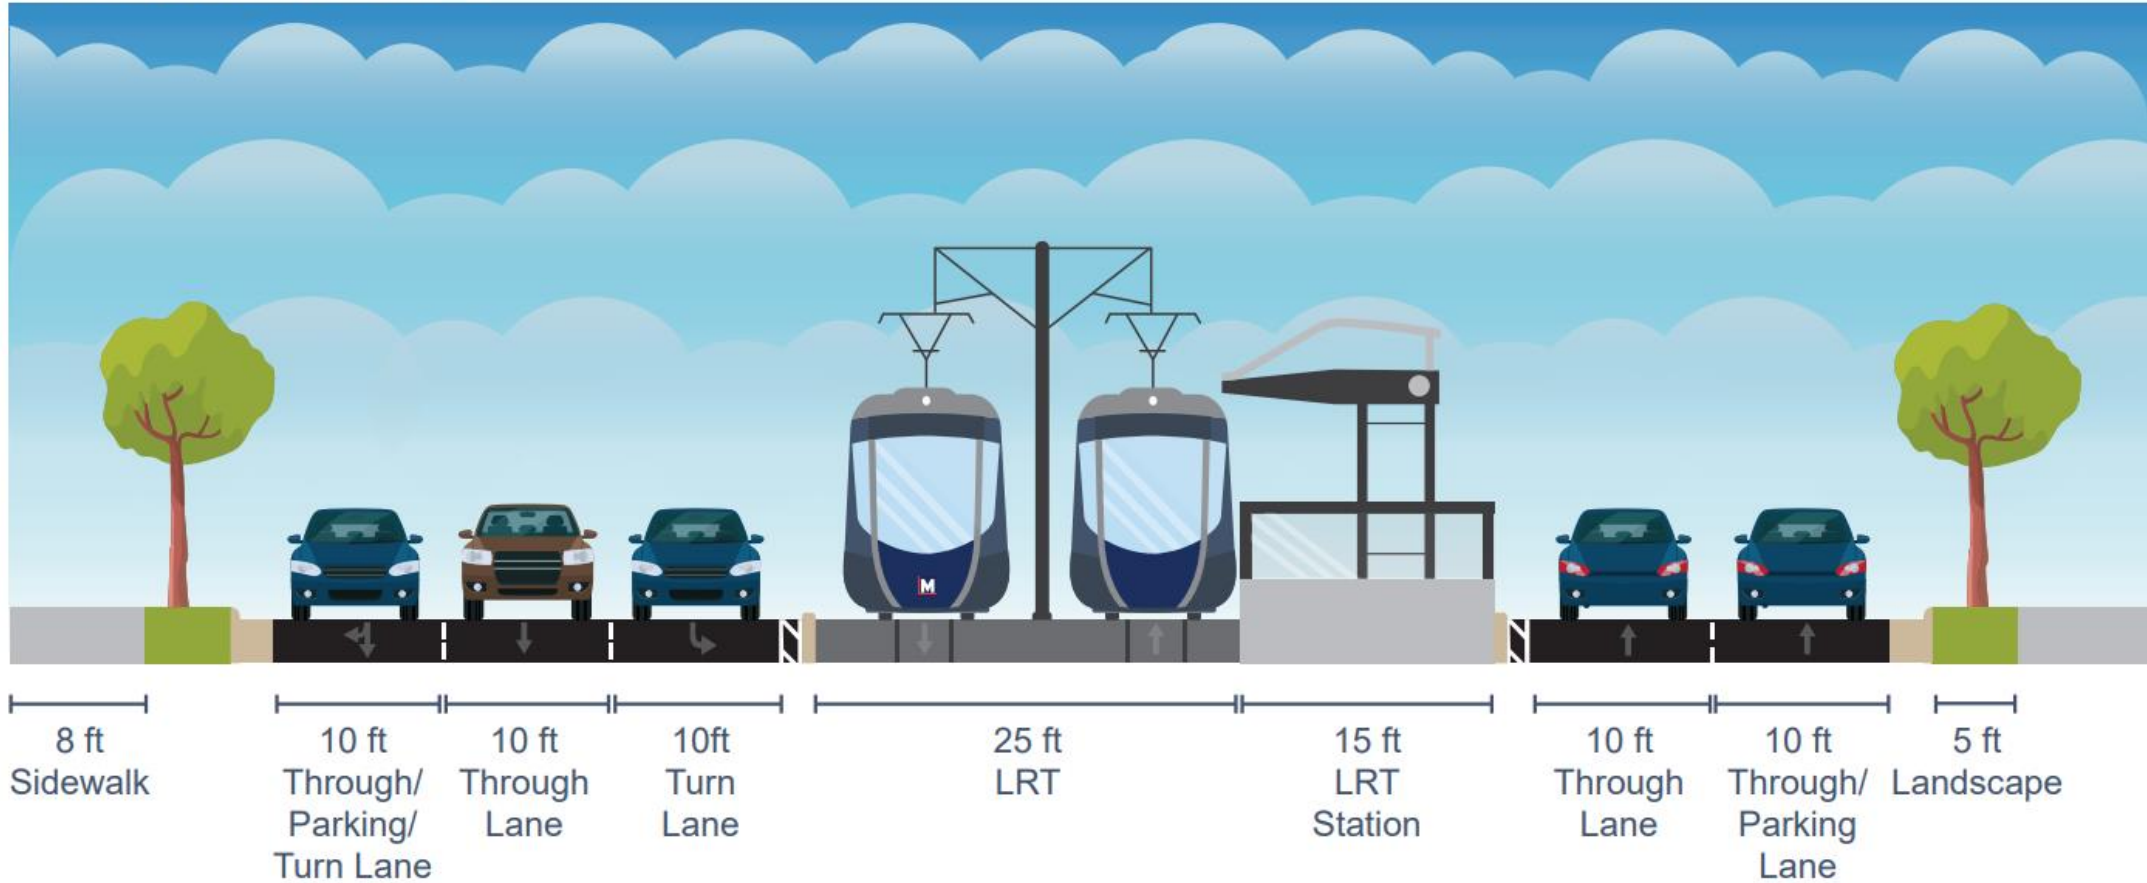 M
8 ft
Sidewalk
10 ft
Through/
Parking/
Turn Lane
10 ft
Through
Lane
10ft
Turn
Lane
25 ft
LRT
15 ft
LRT
Station
10 ft
Through
Lane
10 ft
Through/
Parking
Lane
5 ft
Landscape